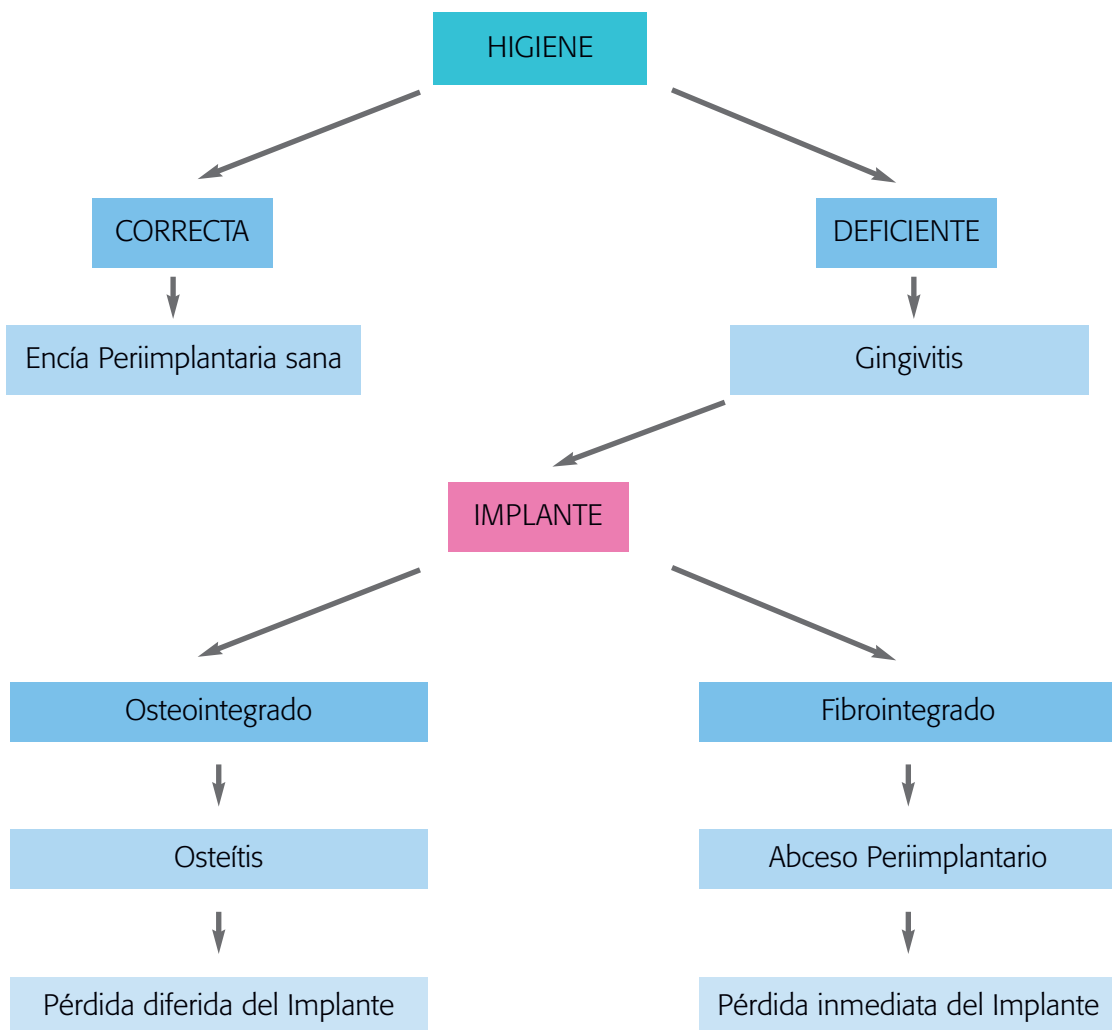 HIGIENE
CORRECTA
DEFICIENTE
Encía Periimplantaria sana
Gingivitis
IMPLANTE
Osteointegrado
Fibrointegrado
Osteítis
Abceso Periimplantario
Pérdida diferida del Implante
Pérdida inmediata del Implante